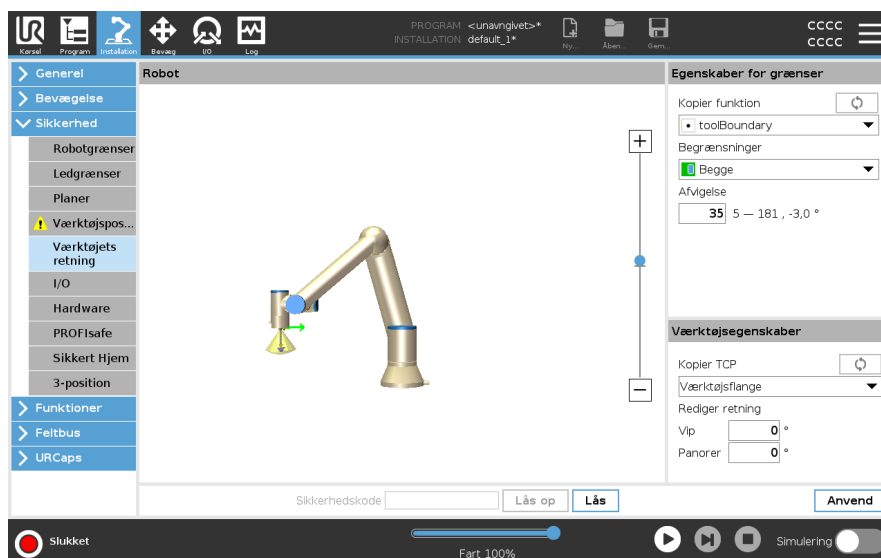 PROGRAM <unavngivet>*
INSTALLATION default_1*
Kørsel
Program
Installation
Bevæg
I/O
Log
Ny...
Åben...
Gem...
cccc
cccc
Generel
Bevægelse
Sikkerhed
Robotgrænser
Ledgrænser
Planer
Værktøjspos...
Værktøjets
retning
I/O
Hardware
PROFIsafe
Sikkert Hjem
3-position
Funktioner
Feltbus
URCaps
Robot
Egenskaber for grænser
Kopier funktion
toolBoundary
Begrænsninger
Begge
Afvigelse
35 5 — 181 , -3,0 °
Værktøjsegenskaber
Kopier TCP
Værktøjsflange
Rediger retning
Vip 0 °
Panorer 0 °
Sikkerhedskode Lås op Lås
Anvend
Slukket
Fart 100%
Simulering